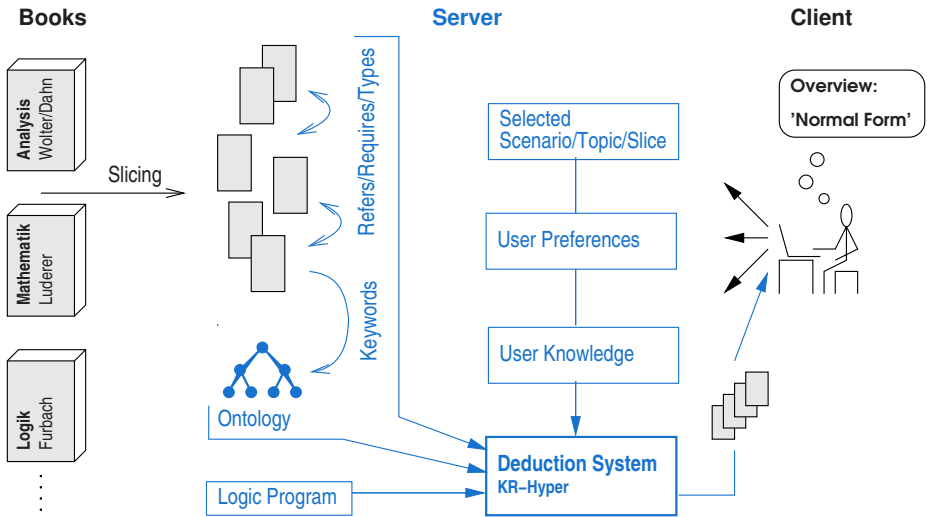 Books
Server
Client
Analysis
Wolter/Dahn
Mathematik
Luderer
Logik
Furbach
Slicing
Refers/Requires/Types
Keywords
Ontology
Logic Program
Selected
Scenario/Topic/Slice
User Preferences
User Knowledge
Deduction System
KR-Hyper
Overview:
'Normal Form'